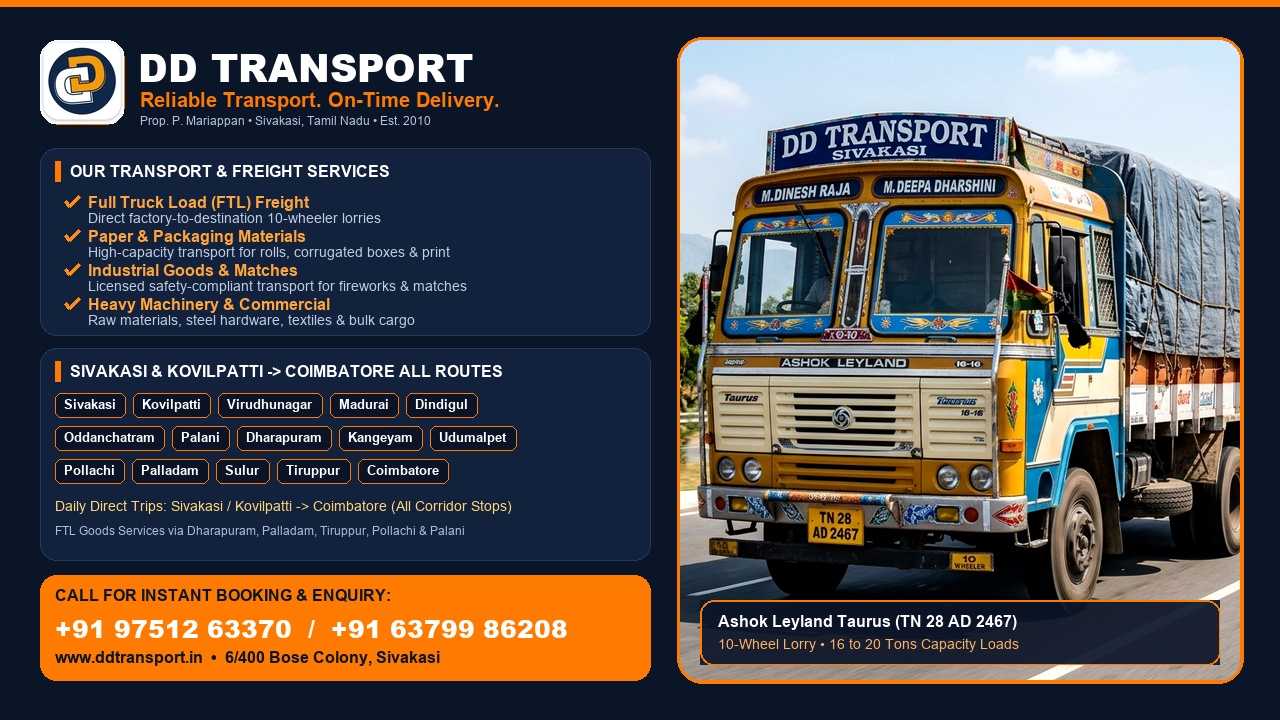 DD TRANSPORT
Reliable Transport. On-Time Delivery.
Prop. P. Mariappan • Sivakasi, Tamil Nadu • Est. 2010
OUR TRANSPORT & FREIGHT SERVICES
Full Truck Load (FTL) Freight
Direct factory-to-destination 10-wheeler lorries
Paper & Packaging Materials
High-capacity transport for rolls, corrugated boxes & print
Industrial Goods & Matches
Licensed safety-compliant transport for fireworks & matches
Heavy Machinery & Commercial
Raw materials, steel hardware, textiles & bulk cargo
SIVAKASI & KOVILPATTI -> COIMBATORE ALL ROUTES
Sivakasi Kovilpatti Virudhunagar Madurai Dindigul
Oddanchatram Palani Dharapuram Kangeyam Udumalpet
Pollachi Palladam Sulur Tiruppur Coimbatore
Daily Direct Trips: Sivakasi / Kovilpatti -> Coimbatore (All Corridor Stops)
FTL Goods Services via Dharapuram, Palladam, Tiruppur, Pollachi & Palani
CALL FOR INSTANT BOOKING & ENQUIRY:
+91 97512 63370 / +91 63799 86208
www.ddtransport.in • 6/400 Bose Colony, Sivakasi
DD TRANSPORT
SIVAKASI
M.DINESH RAJA M.DEEPA DHARSHINI
ASHOK LEYLAND 16-16
Taurus Taurus
16-16
TN 28
AD 2467
10
WHEELER
Ashok Leyland Taurus (TN 28 AD 2467)
10-Wheel Lorry • 16 to 20 Tons Capacity Loads